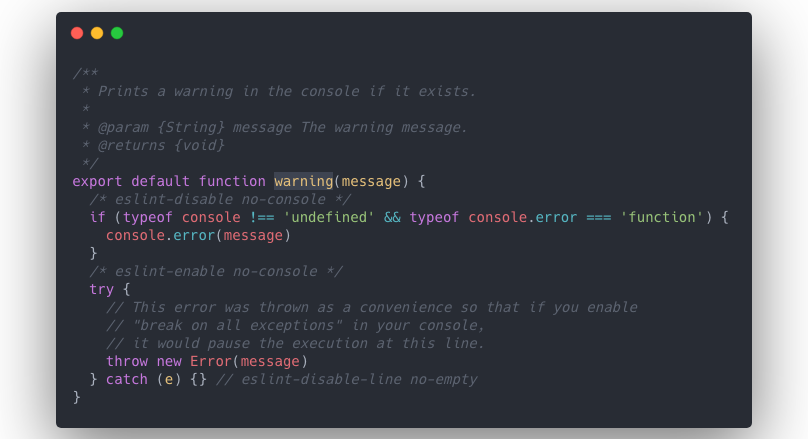 /**
 * Prints a warning in the console if it exists.
 *
 * @param {String} message The warning message.
 * @returns {void}
 */
export default function warning(message) {
  /* eslint-disable no-console */
  if (typeof console !== 'undefined' && typeof console.error === 'function') {
    console.error(message)
  }
  /* eslint-enable no-console */
  try {
    // This error was thrown as a convenience so that if you enable
    // "break on all exceptions" in your console,
    // it would pause the execution at this line.
    throw new Error(message)
  } catch (e) {} // eslint-disable-line no-empty
}